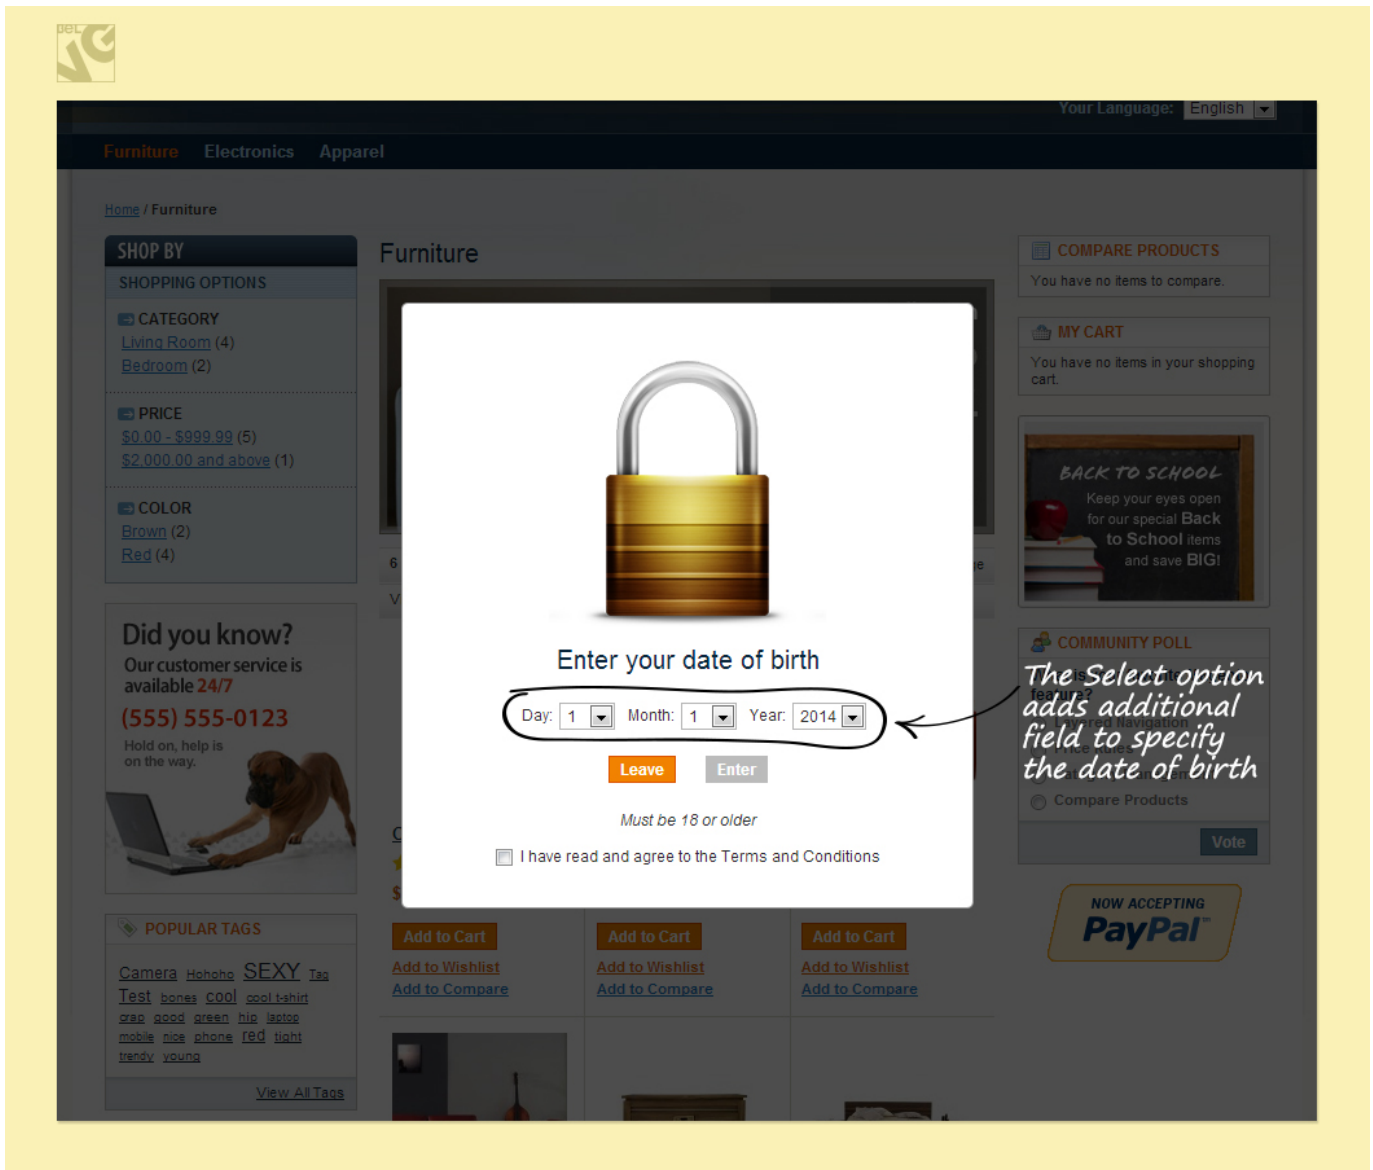 BEL
VG
Your Language: English
Furniture Electronics Apparel
Home / Furniture
SHOP BY
SHOPPING OPTIONS
CATEGORY
Living Room (4)
Bedroom (2)
PRICE
$0.00 - $999.99 (5)
$2,000.00 and above (1)
COLOR
Brown (2)
Red (4)
Did you know?
Our customer service is
available 24/7
(555) 555-0123
Hold on, help is
on the way.
POPULAR TAGS
Camera Hohoho SEXY Tag
Test bones cool cool t-shirt
crap good green hip laptop
mobile nice phone red tight
trendy young
View All Tags
Furniture
6
V
Enter your date of birth
Day: 1 Month: 1 Year: 2014
Leave Enter
Must be 18 or older
I have read and agree to the Terms and Conditions
$
Add to Cart Add to Cart Add to Cart
Add to Wishlist Add to Wishlist Add to Wishlist
Add to Compare Add to Compare Add to Compare
COMPARE PRODUCTS
You have no items to compare.
MY CART
You have no items in your shopping
cart.
BACK TO SCHOOL
Keep your eyes open
for our special Back
to School items
and save BIG!
COMMUNITY POLL
feature?
Layered Navigation
Price Rules
Compare Products
Vote
The Select option
adds additional
field to specify
the date of birth
NOW ACCEPTING
PayPal™